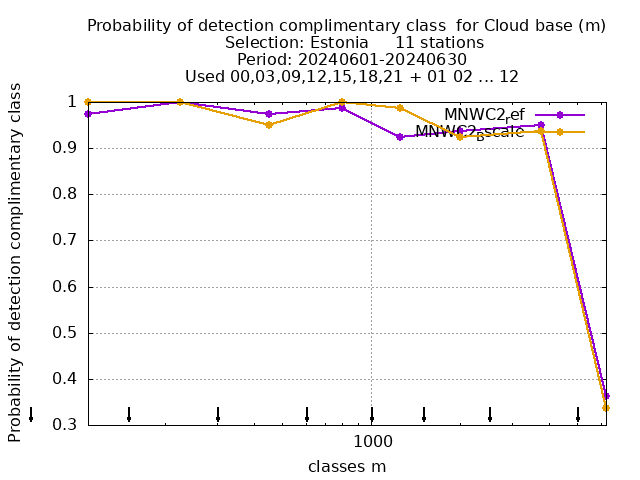 Probability of detection complimentary class  for Cloud base (m)
Selection: Estonia     11 stations
Period: 20240601-20240630
Used 00,03,09,12,15,18,21 + 01 02 ... 12
Probability of detection complimentary class
1
0.9
0.8
0.7
0.6
0.5
0.4
0.3
MNWC2ref
MNWC2Bscale
1000
classes m